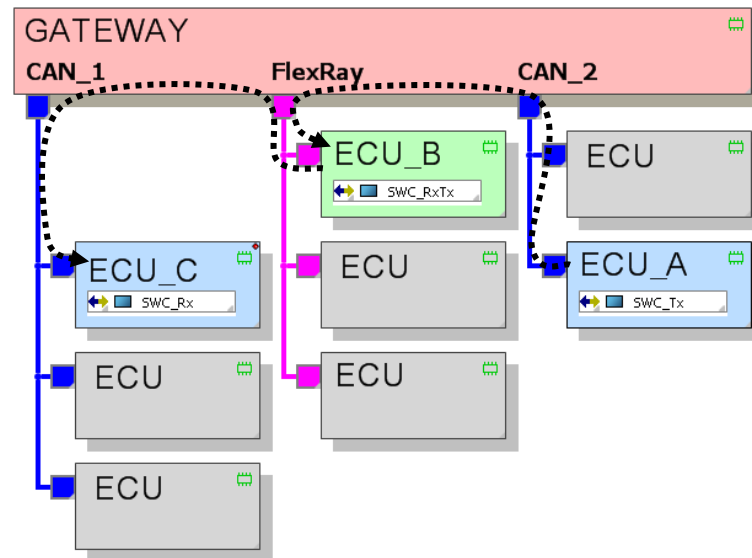 GATEWAY
CAN_1 FlexRay CAN_2
ECU_B
SWC_RxTx
ECU
ECU_C
SWC_Rx
ECU
ECU_A
SWC_Tx
ECU
ECU
ECU